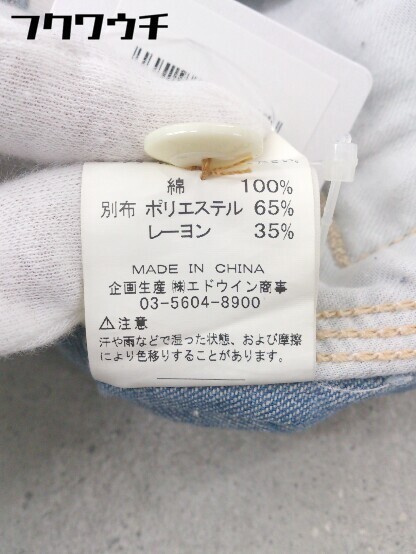 フクウクチ
綿 100%
別布 ポリエステル 65%
レーヨン 35%
MADE IN CHINA
企画生産 ㈱エドウイン商事
03-5604-8900
⚠注意
汗や雨などで湿った状態、および摩擦
により色移りすることがあります。